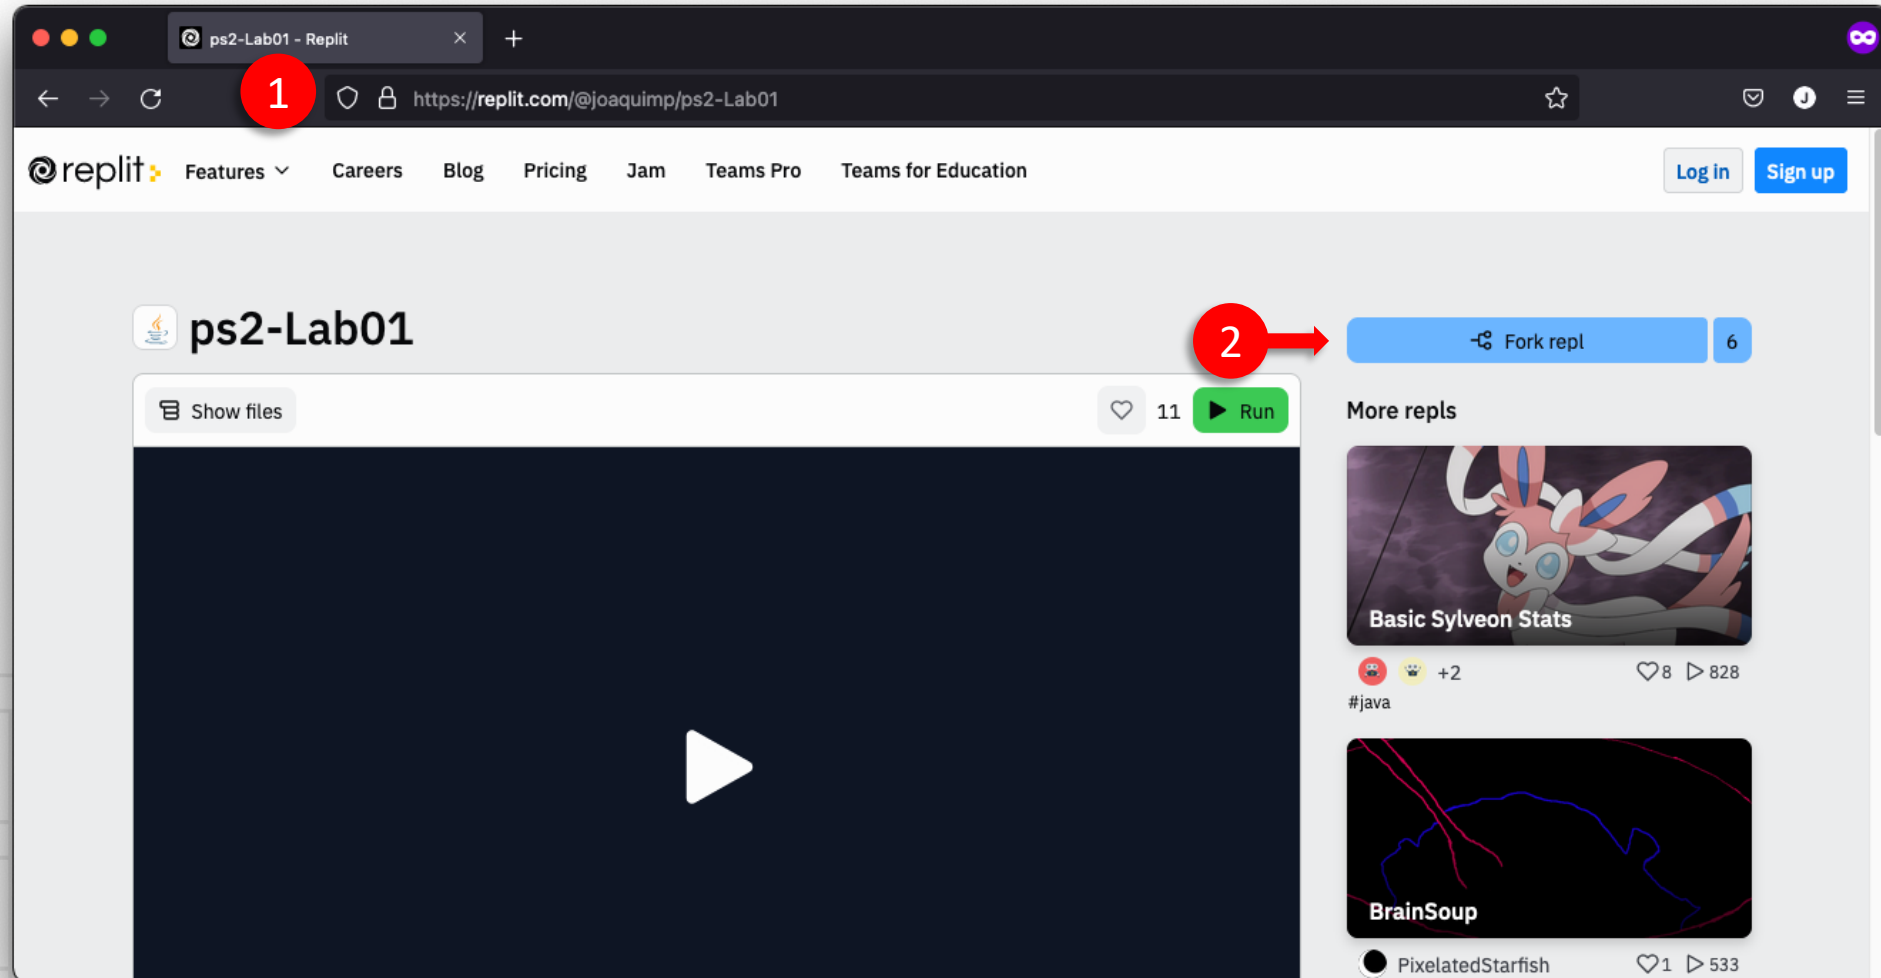 ps2-Lab01 - Replit
1
https://replit.com/@joaquimp/ps2-Lab01
J
replit
Features
Careers
Blog
Pricing
Jam
Teams Pro
Teams for Education
Log in
Sign up
ps2-Lab01
2
Fork repl
6
Show files
11
Run
More repls
Basic Sylveon Stats
+2
8
828
#java
BrainSoup
PixelatedStarfish
1
533